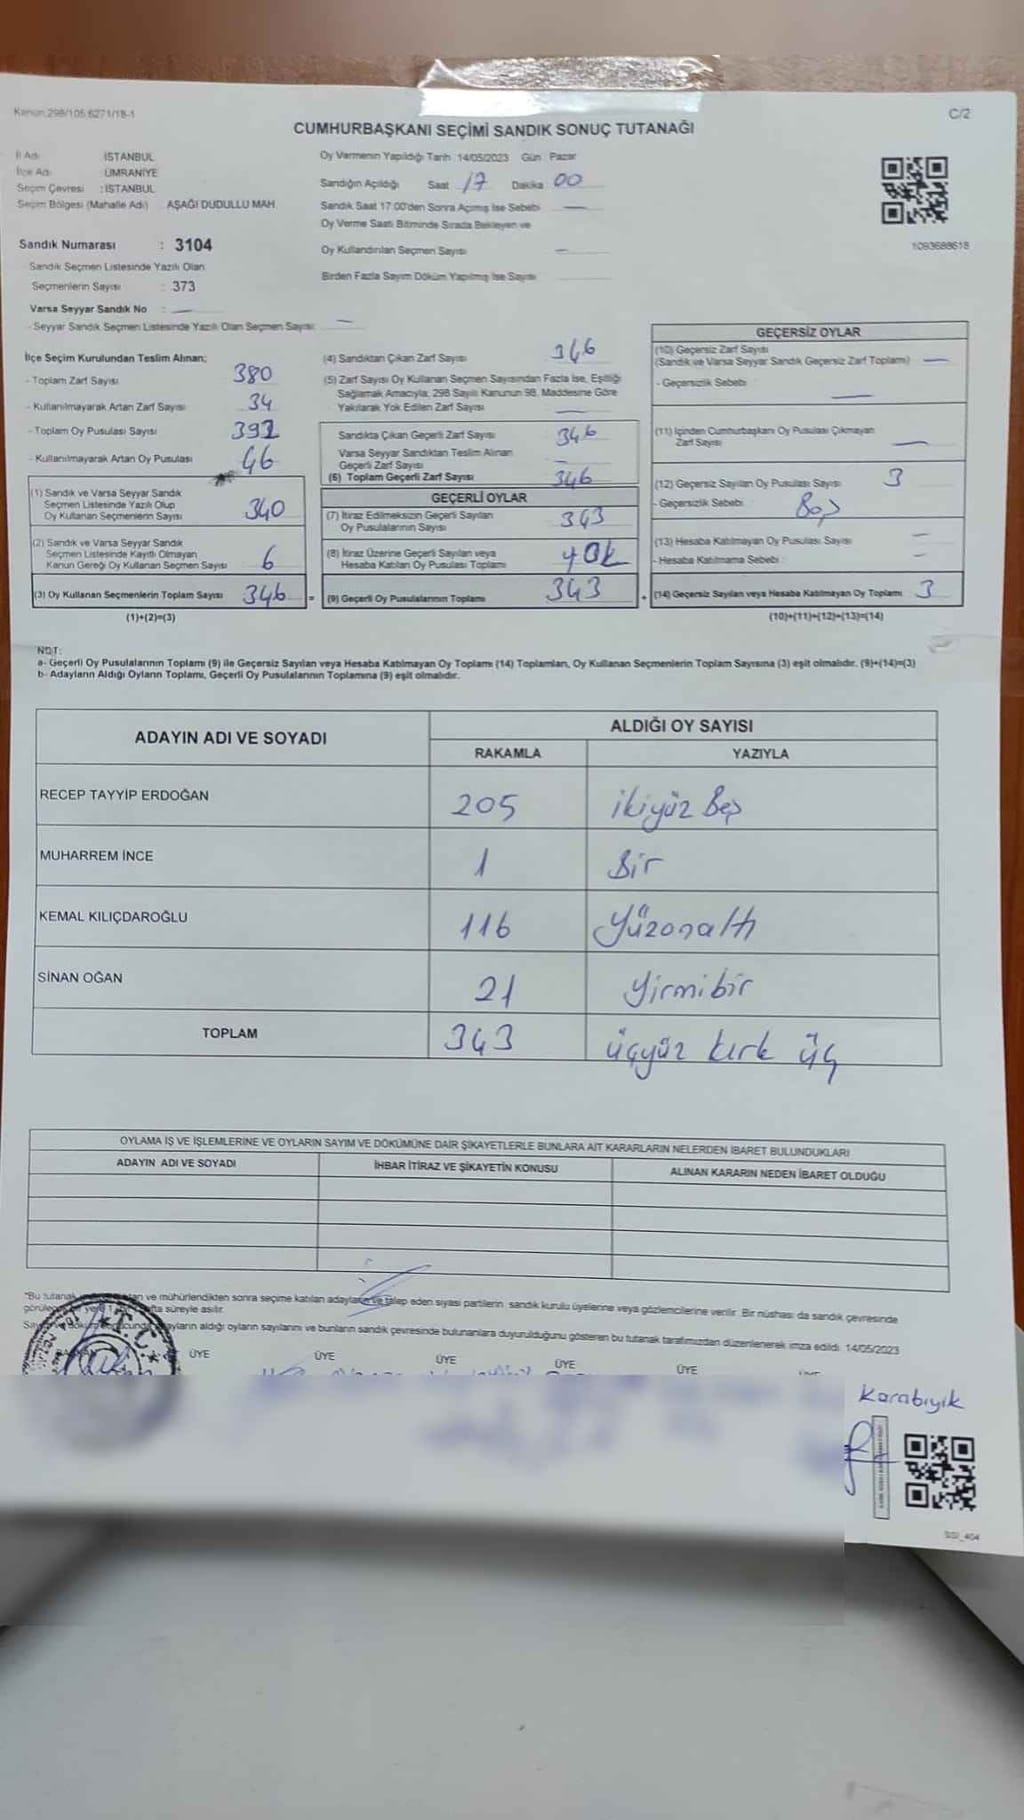 Kanun:298/105,6271/18-1
C/2
CUMHURBAŞKANI SEÇİMİ SANDIK SONUÇ TUTANAĞI
İl Adı : İSTANBUL
İlçe Adı : ÜMRANİYE
Seçim Çevresi : İSTANBUL
Seçim Bölgesi (Mahalle Adı) AŞAĞI DUDULLU MAH.
Sandık Numarası : 3104
Sandık Seçmen Listesinde Yazılı Olan
Seçmenlerin Sayısı : 373
Varsa Seyyar Sandık No : —
- Seyyar Sandık Seçmen Listesinde Yazılı Olan Seçmen Sayısı: —
Oy Vermenin Yapıldığı Tarih 14/05/2023 Gün Pazar
Sandığın Açıldığı Saat 17 Dakika 00
Sandık Saat 17:00'den Sonra Açılmış İse Sebebi —
Oy Verme Saati Bitiminde Sırada Bekleyen ve
Oy Kullandırılan Seçmen Sayısı —
Birden Fazla Sayım Döküm Yapılmış İse Sayısı
1093688618
İlçe Seçim Kurulundan Teslim Alınan;
- Toplam Zarf Sayısı 380
- Kullanılmayarak Artan Zarf Sayısı 34
- Toplam Oy Pusulası Sayısı 392
- Kullanılmayarak Artan Oy Pusulası 46
(1) Sandık ve Varsa Seyyar Sandık
Seçmen Listesinde Yazılı Olup
Oy Kullanan Seçmenlerin Sayısı 340
(2) Sandık ve Varsa Seyyar Sandık
Seçmen Listesinde Kayıtlı Olmayan
Kanun Gereği Oy Kullanan Seçmen Sayısı 6
(3) Oy Kullanan Seçmenlerin Toplam Sayısı 346 =
(1)+(2)=(3)
(4) Sandıktan Çıkan Zarf Sayısı 346
(5) Zarf Sayısı Oy Kullanan Seçmen Sayısından Fazla İse, Eşitliği
Sağlamak Amacıyla, 298 Sayılı Kanunun 98. Maddesine Göre
Yakılarak Yok Edilen Zarf Sayısı —
Sandıkta Çıkan Geçerli Zarf Sayısı 346
Varsa Seyyar Sandıktan Teslim Alınan
Geçerli Zarf Sayısı —
(6) Toplam Geçerli Zarf Sayısı 346
GEÇERLİ OYLAR
(7) İtiraz Edilmeksizin Geçerli Sayılan
Oy Pusulalarının Sayısı 343
(8) İtiraz Üzerine Geçerli Sayılan veya
Hesaba Katılan Oy Pusulası Toplamı yok
(9) Geçerli Oy Pusulalarının Toplamı 343 +
GEÇERSİZ OYLAR
(10) Geçersiz Zarf Sayısı
(Sandık ve Varsa Seyyar Sandık Geçersiz Zarf Toplamı) —
- Geçersizlik Sebebi —
(11) İçinden Cumhurbaşkanı Oy Pusulası Çıkmayan
Zarf Sayısı —
(12) Geçersiz Sayılan Oy Pusulası Sayısı 3
- Geçersizlik Sebebi Boş
(13) Hesaba Katılmayan Oy Pusulası Sayısı —
- Hesaba Katılmama Sebebi —
(14) Geçersiz Sayılan veya Hesaba Katılmayan Oy Toplamı 3
(10)+(11)+(12)+(13)=(14)
NOT:
a- Geçerli Oy Pusulalarının Toplamı (9) ile Geçersiz Sayılan veya Hesaba Katılmayan Oy Toplamı (14) Toplamları, Oy Kullanan Seçmenlerin Toplam Sayısına (3) eşit olmalıdır. (9)+(14)=(3)
b- Adayların Aldığı Oyların Toplamı, Geçerli Oy Pusulalarının Toplamına (9) eşit olmalıdır.
ADAYIN ADI VE SOYADI
ALDIĞI OY SAYISI
RAKAMLA YAZIYLA
RECEP TAYYİP ERDOĞAN 205 ikiyüz Beş
MUHARREM İNCE 1 Bir
KEMAL KILIÇDAROĞLU 116 Yüzonaltı
SİNAN OĞAN 21 Yirmibir
TOPLAM 343 üçyüz kırk üç
OYLAMA İŞ VE İŞLEMLERİNE VE OYLARIN SAYIM VE DÖKÜMÜNE DAİR ŞİKAYETLERLE BUNLARA AİT KARARLARIN NELERDEN İBARET BULUNDUKLARI
ADAYIN ADI VE SOYADI İHBAR İTİRAZ VE ŞİKAYETİN KONUSU ALINAN KARARIN NEDEN İBARET OLDUĞU
"Bu tutanak ve mühürlendikten sonra seçime katılan adayların ve talep eden siyasi partilerin sandık kurulu üyelerine veya gözlemcilerine verilir. Bir nüshası da sandık çevresinde
süreyle asılır.
adayların aldığı oyların sayılarını ve bunların sandık çevresinde bulunanlara duyurulduğunu gösteren bu tutanak tarafımızdan düzenlenerek imza edildi. 14/05/2023
ÜYE ÜYE ÜYE ÜYE ÜYE
T.C.
Karabıyık